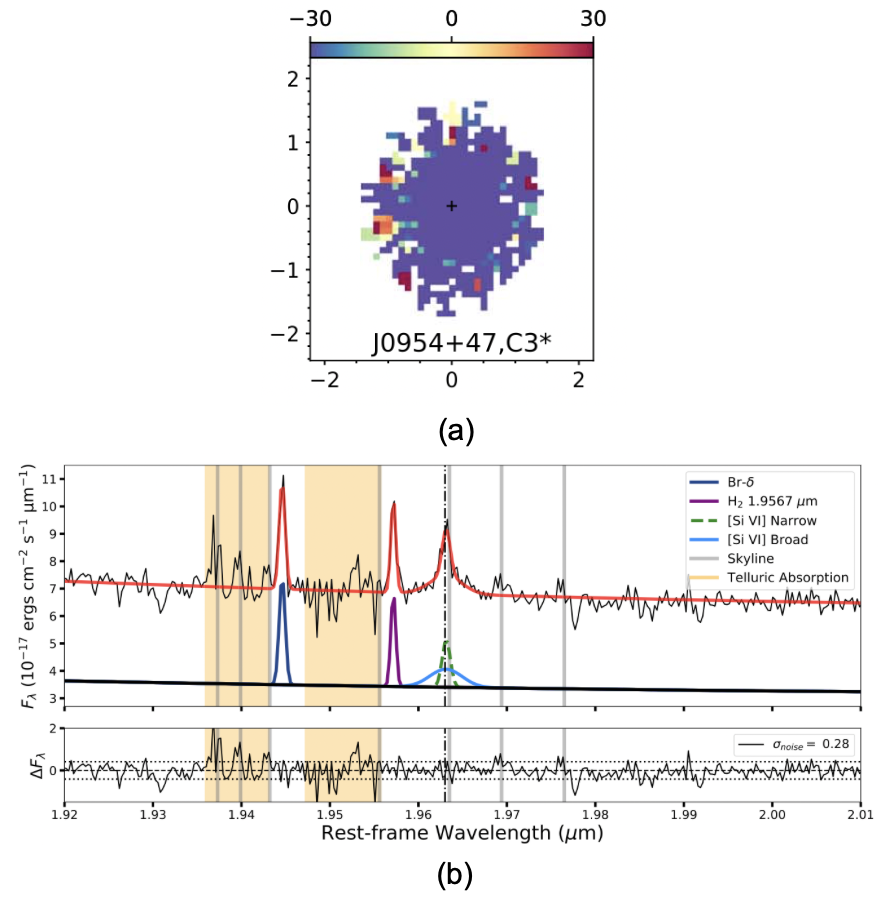 −30 0 30
2
1
0
−1
−2
J0954+47,C3*
−2 0 2
(a)
11
10
9
8
7
6
5
4
3
F_λ (10⁻¹⁷ ergs cm⁻² s⁻¹ μm⁻¹)
Br-δ
H₂ 1.9567 μm
[Si VI] Narrow
[Si VI] Broad
Skyline
Telluric Absorption
2
0
ΔF_λ
σ_noise = 0.28
1.92 1.93 1.94 1.95 1.96 1.97 1.98 1.99 2.00 2.01
Rest-frame Wavelength (μm)
(b)